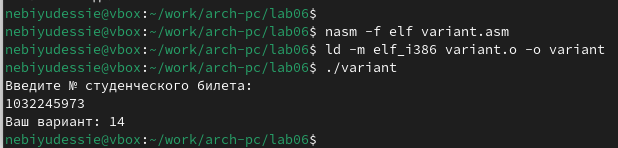 nebiyudessie@vbox:~/work/arch-pc/lab06$
nebiyudessie@vbox:~/work/arch-pc/lab06$ nasm -f elf variant.asm
nebiyudessie@vbox:~/work/arch-pc/lab06$ ld -m elf_i386 variant.o -o variant
nebiyudessie@vbox:~/work/arch-pc/lab06$ ./variant
Введите № студенческого билета:
1032245973
Ваш вариант: 14
nebiyudessie@vbox:~/work/arch-pc/lab06$